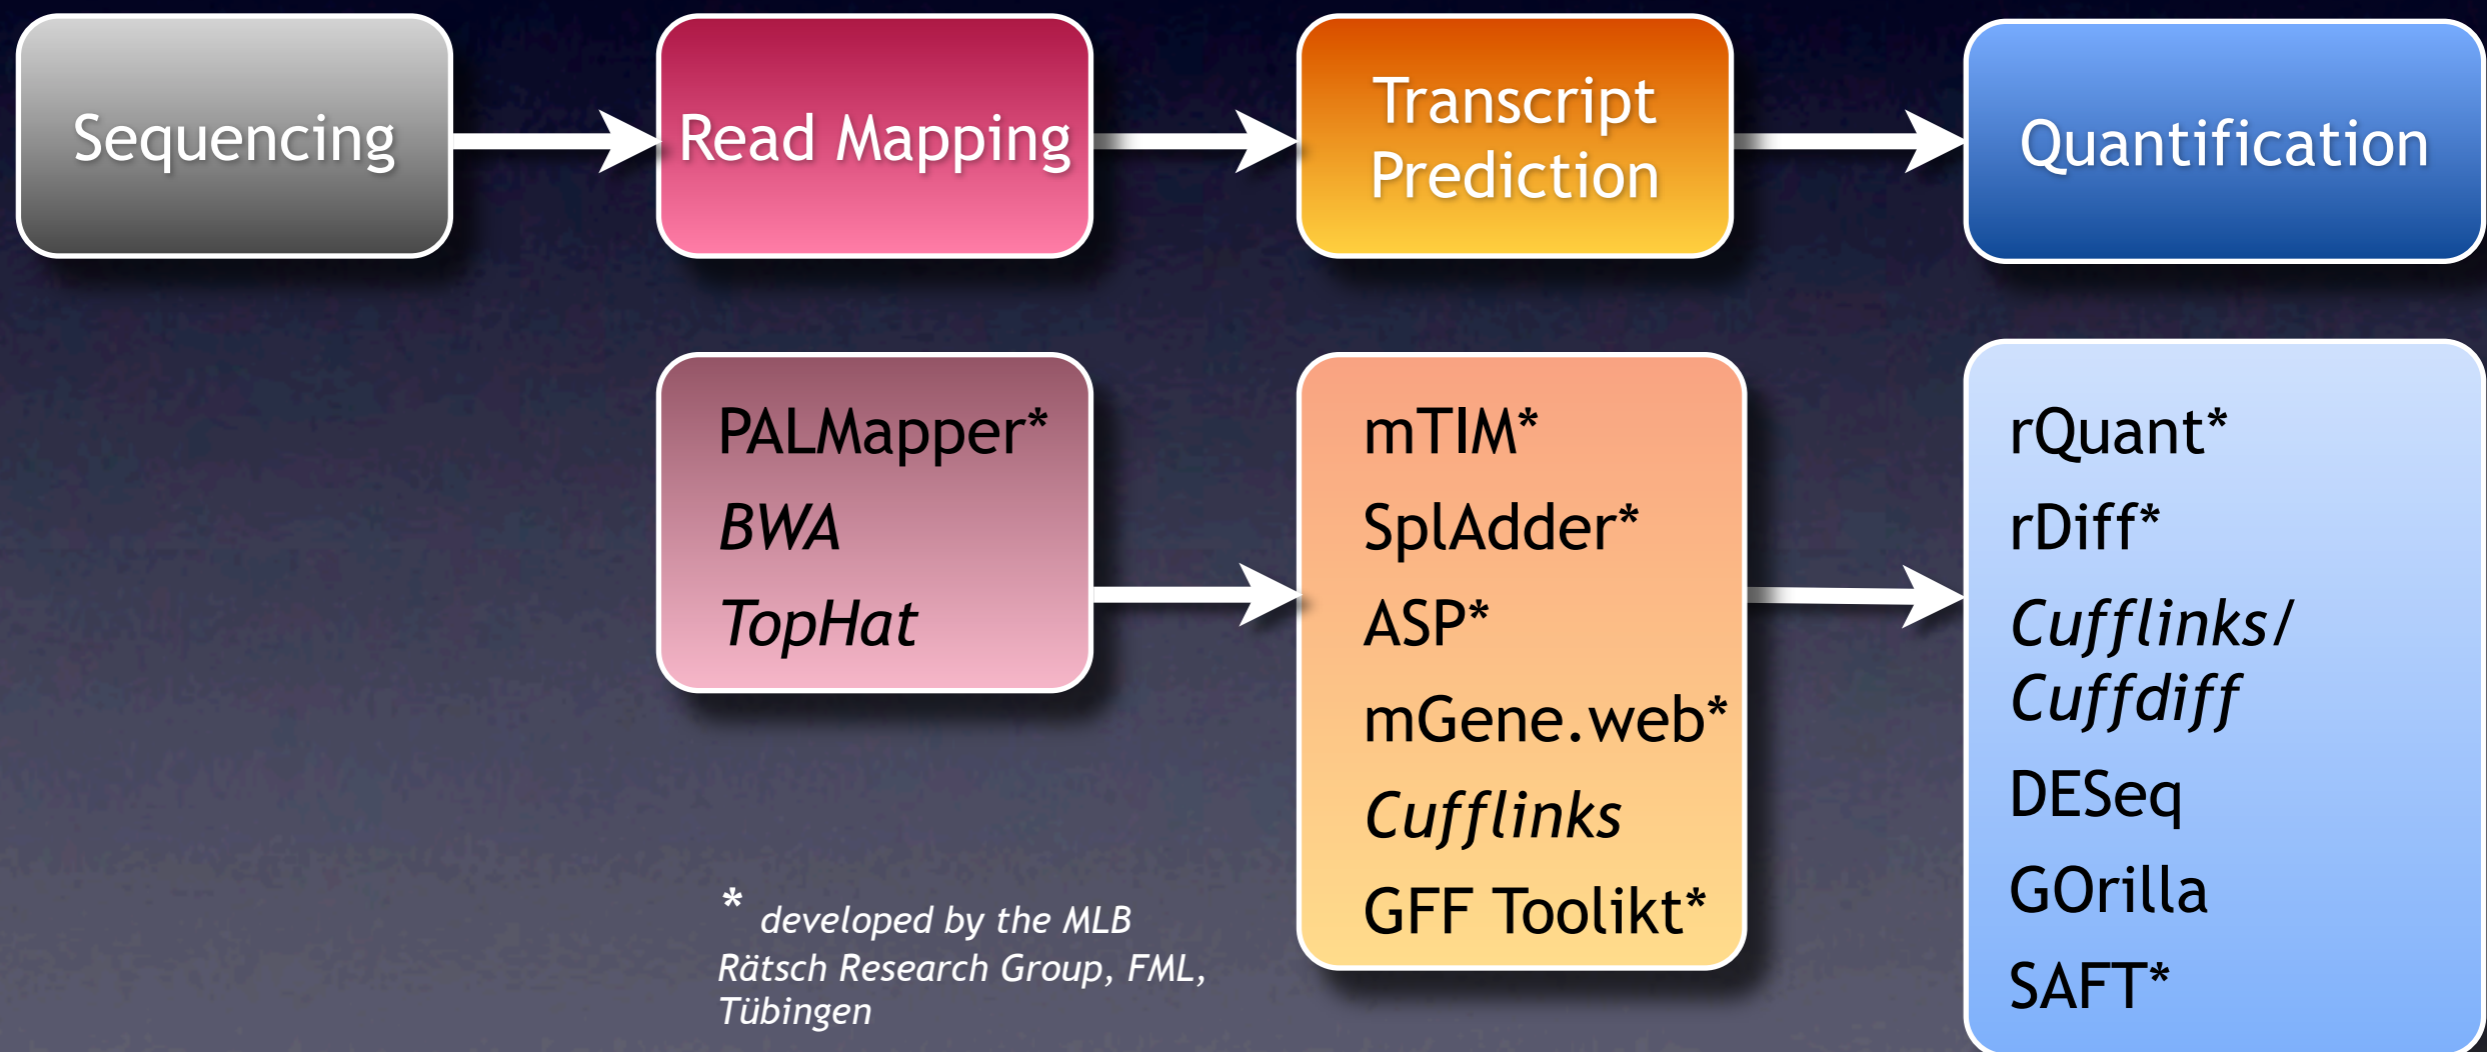 Sequencing
Read Mapping
Transcript
Prediction
Quantification
PALMapper*
BWA
TopHat
mTIM*
SplAdder*
ASP*
mGene.web*
Cufflinks
GFF Toolikt*
rQuant*
rDiff*
Cufflinks/
Cuffdiff
DESeq
GOrilla
SAFT*
* developed by the MLB
Rätsch Research Group, FML,
Tübingen